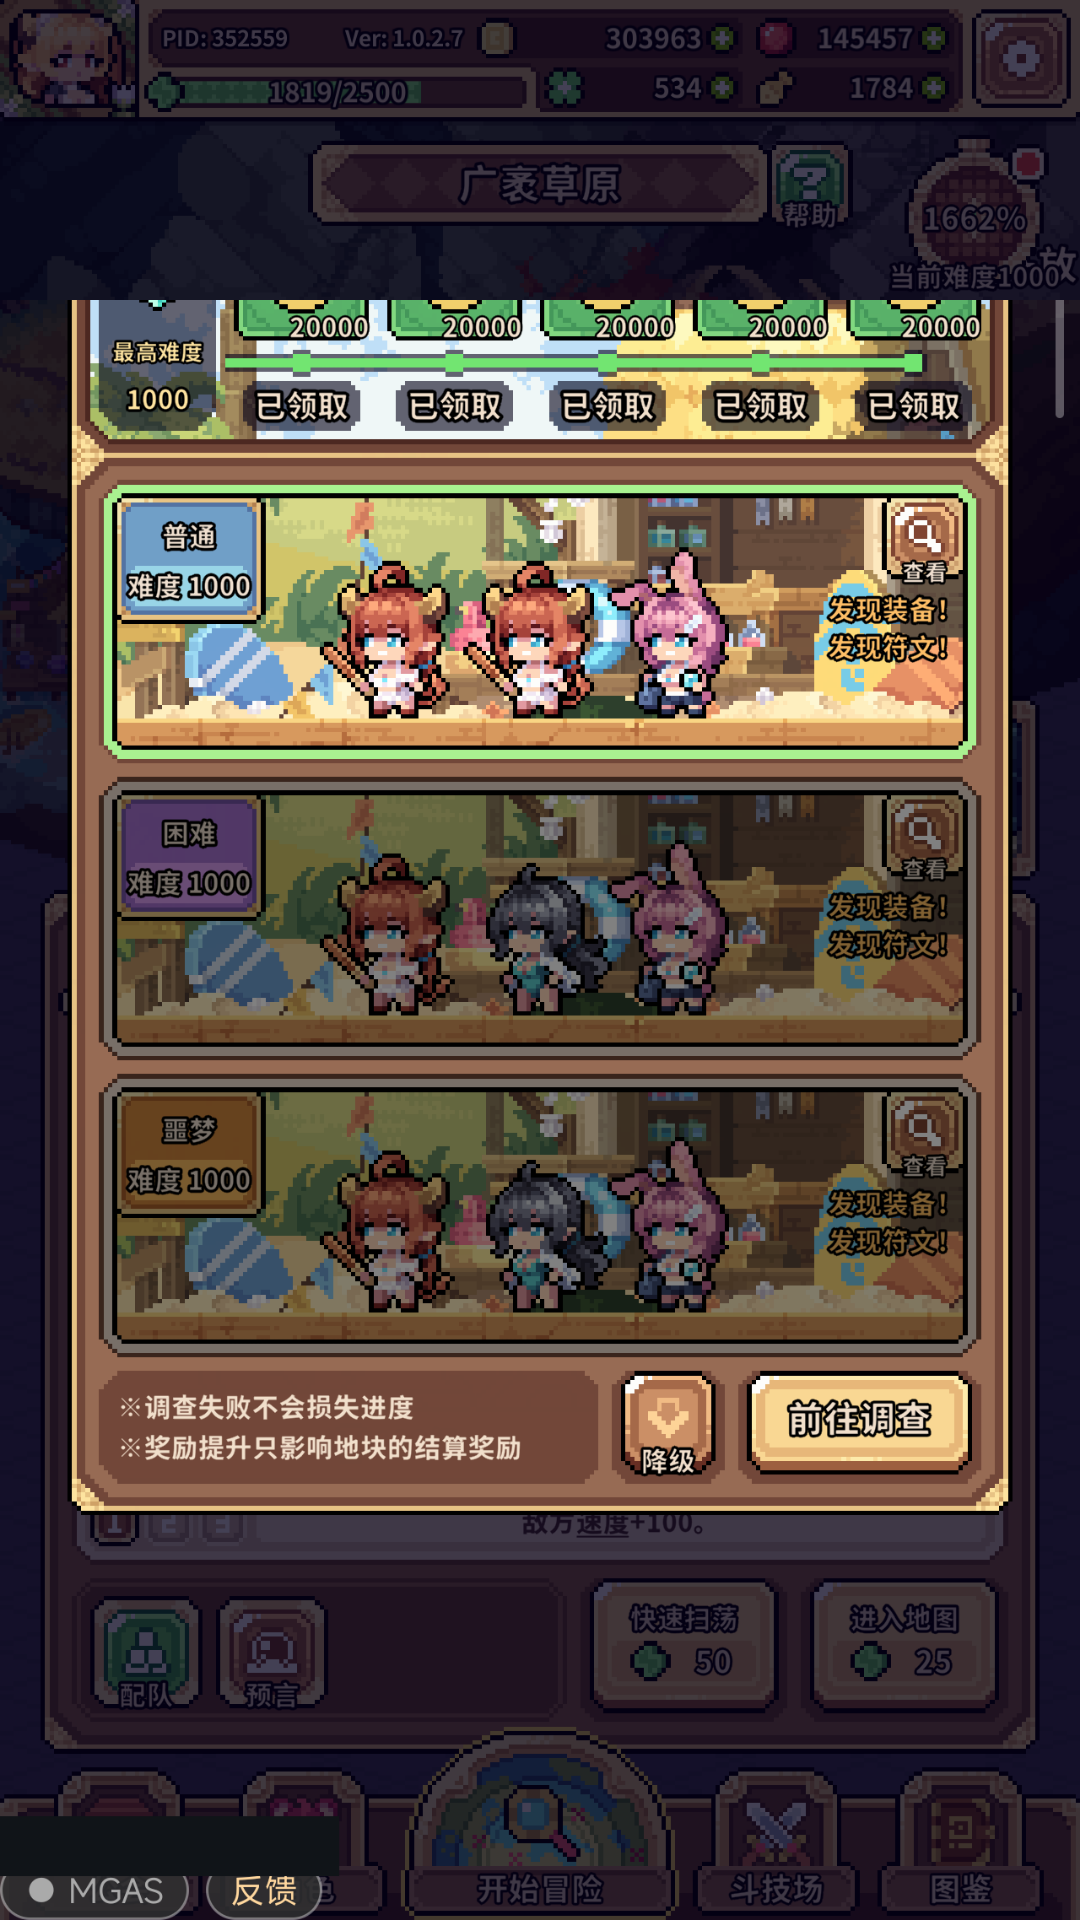 PID: 352559
Ver: 1.0.2.7
303963
145457
1819/2500
534
1784
广袤草原
帮助
1662%
当前难度1000
放
20000
20000
20000
20000
20000
最高难度
1000
已领取
已领取
已领取
已领取
已领取
普通
难度 1000
查看
发现装备!
发现符文!
困难
难度 1000
查看
发现装备!
发现符文!
噩梦
难度 1000
查看
发现装备!
发现符文!
※调查失败不会损失进度
※奖励提升只影响地块的结算奖励
降级
前往调查
1
2
3
敌方速度+100。
配队
预言
快速扫荡
50
进入地图
25
MGAS
反馈
色
开始冒险
斗技场
图鉴